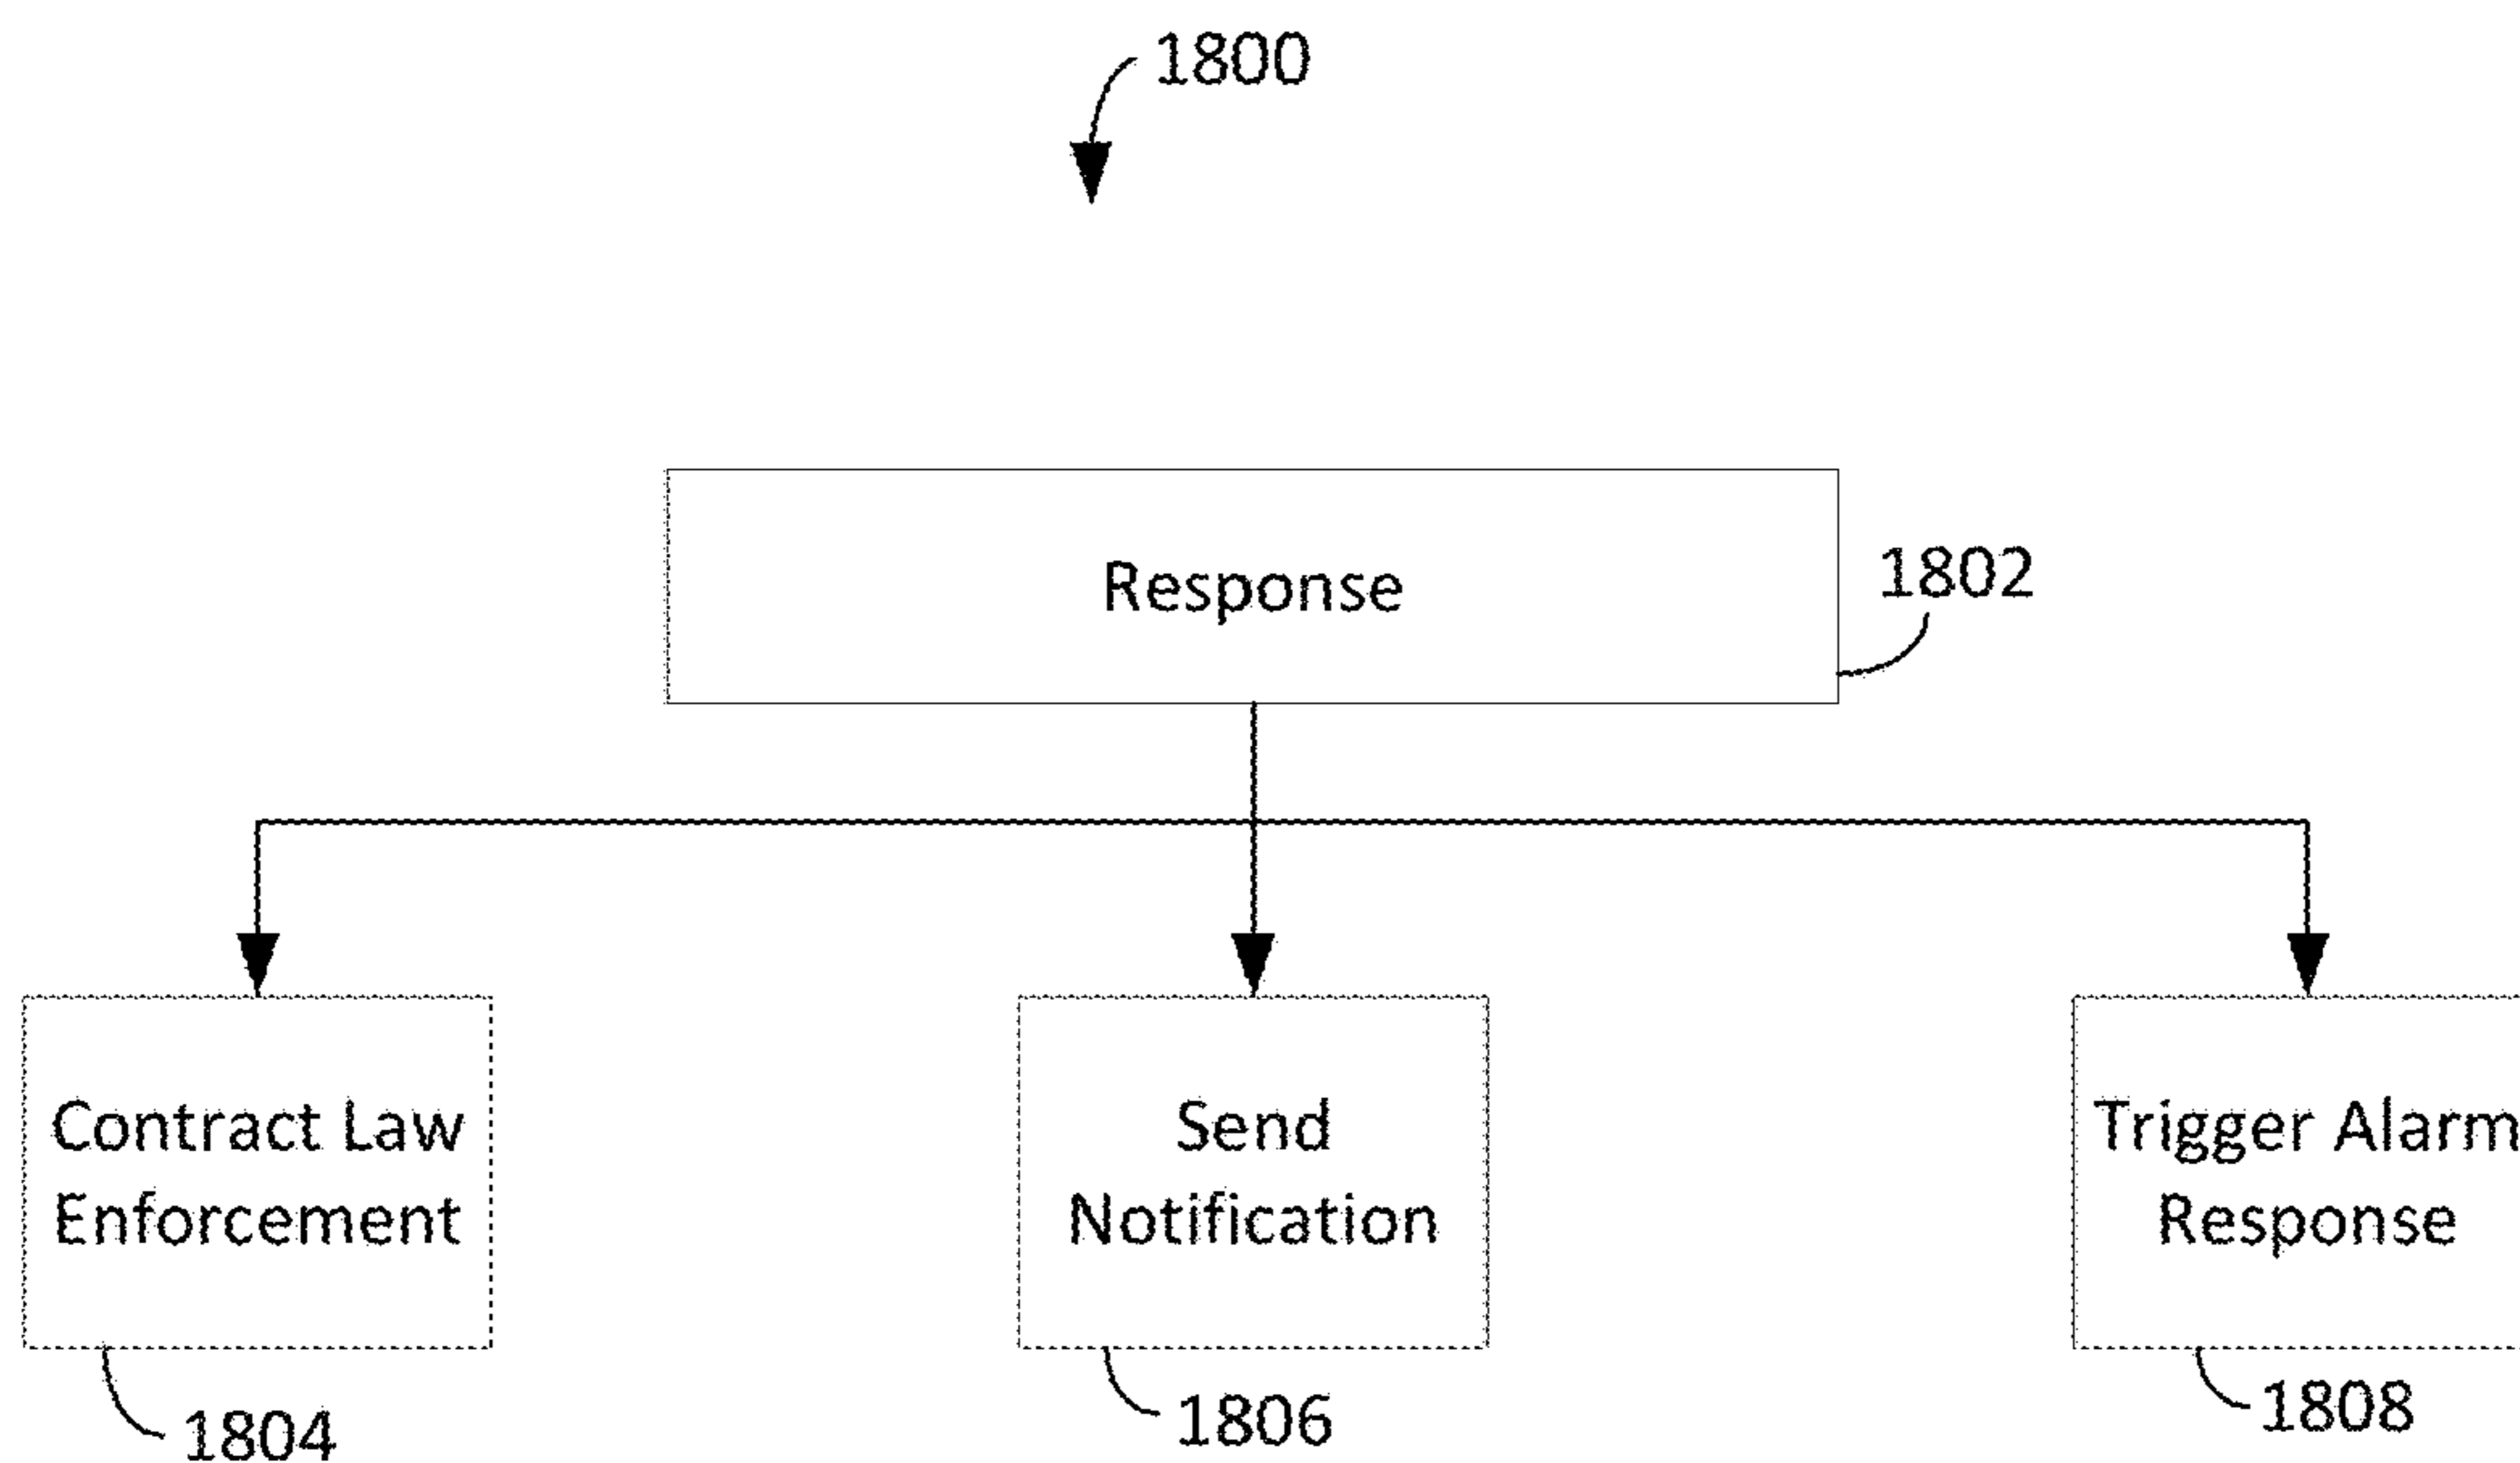 1800
Response
1802
Contract Law
Enforcement
Send
Notification
Trigger Alarm
Response
1804
1806
1808